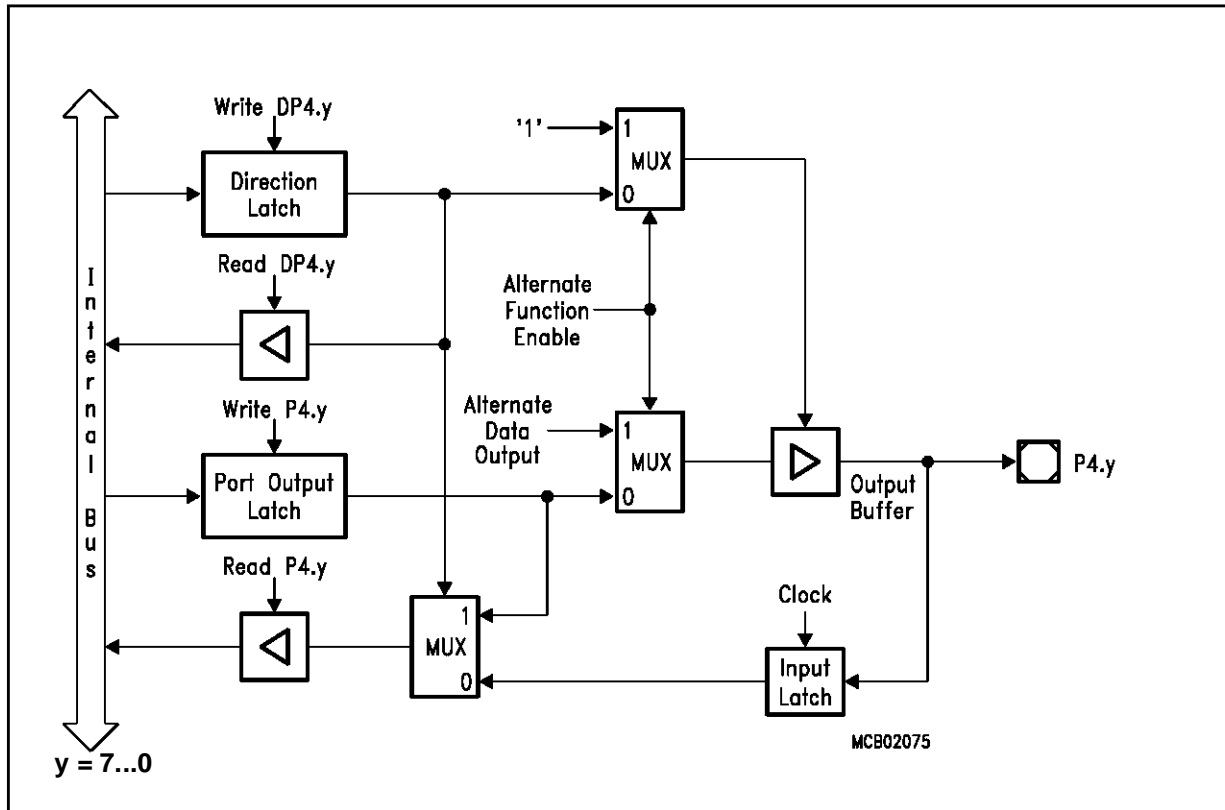 Write DP4.y
'1'
1
MUX
0
Direction
Latch
Read DP4.y
Alternate
Function
Enable
Internal Bus
Write P4.y
Alternate
Data
Output
1
MUX
0
Port Output
Latch
Output
Buffer
P4.y
Read P4.y
1
MUX
0
Clock
Input
Latch
MCB02075
y = 7...0